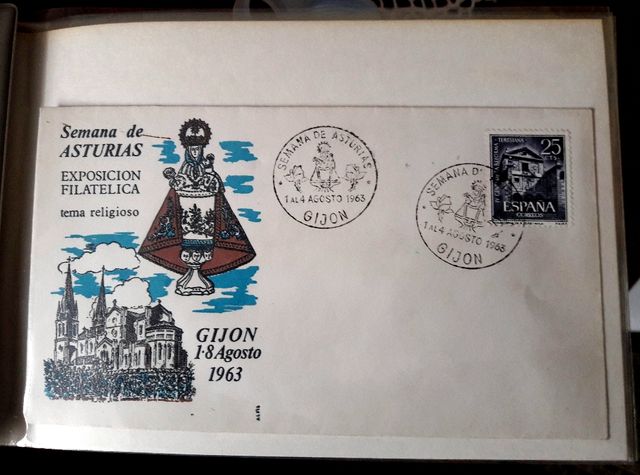 Semana de
ASTURIAS
EXPOSICION
FILATELICA
tema religioso
GIJON
1-8 Agosto
1963
SEMANA DE ASTURIAS
1 AL 4 AGOSTO 1963
GIJON
SEMANA D
1 AL 4 AGOSTO 1963
GIJON
25
CTS
TERESIANA
ESPAÑA
CORREOS